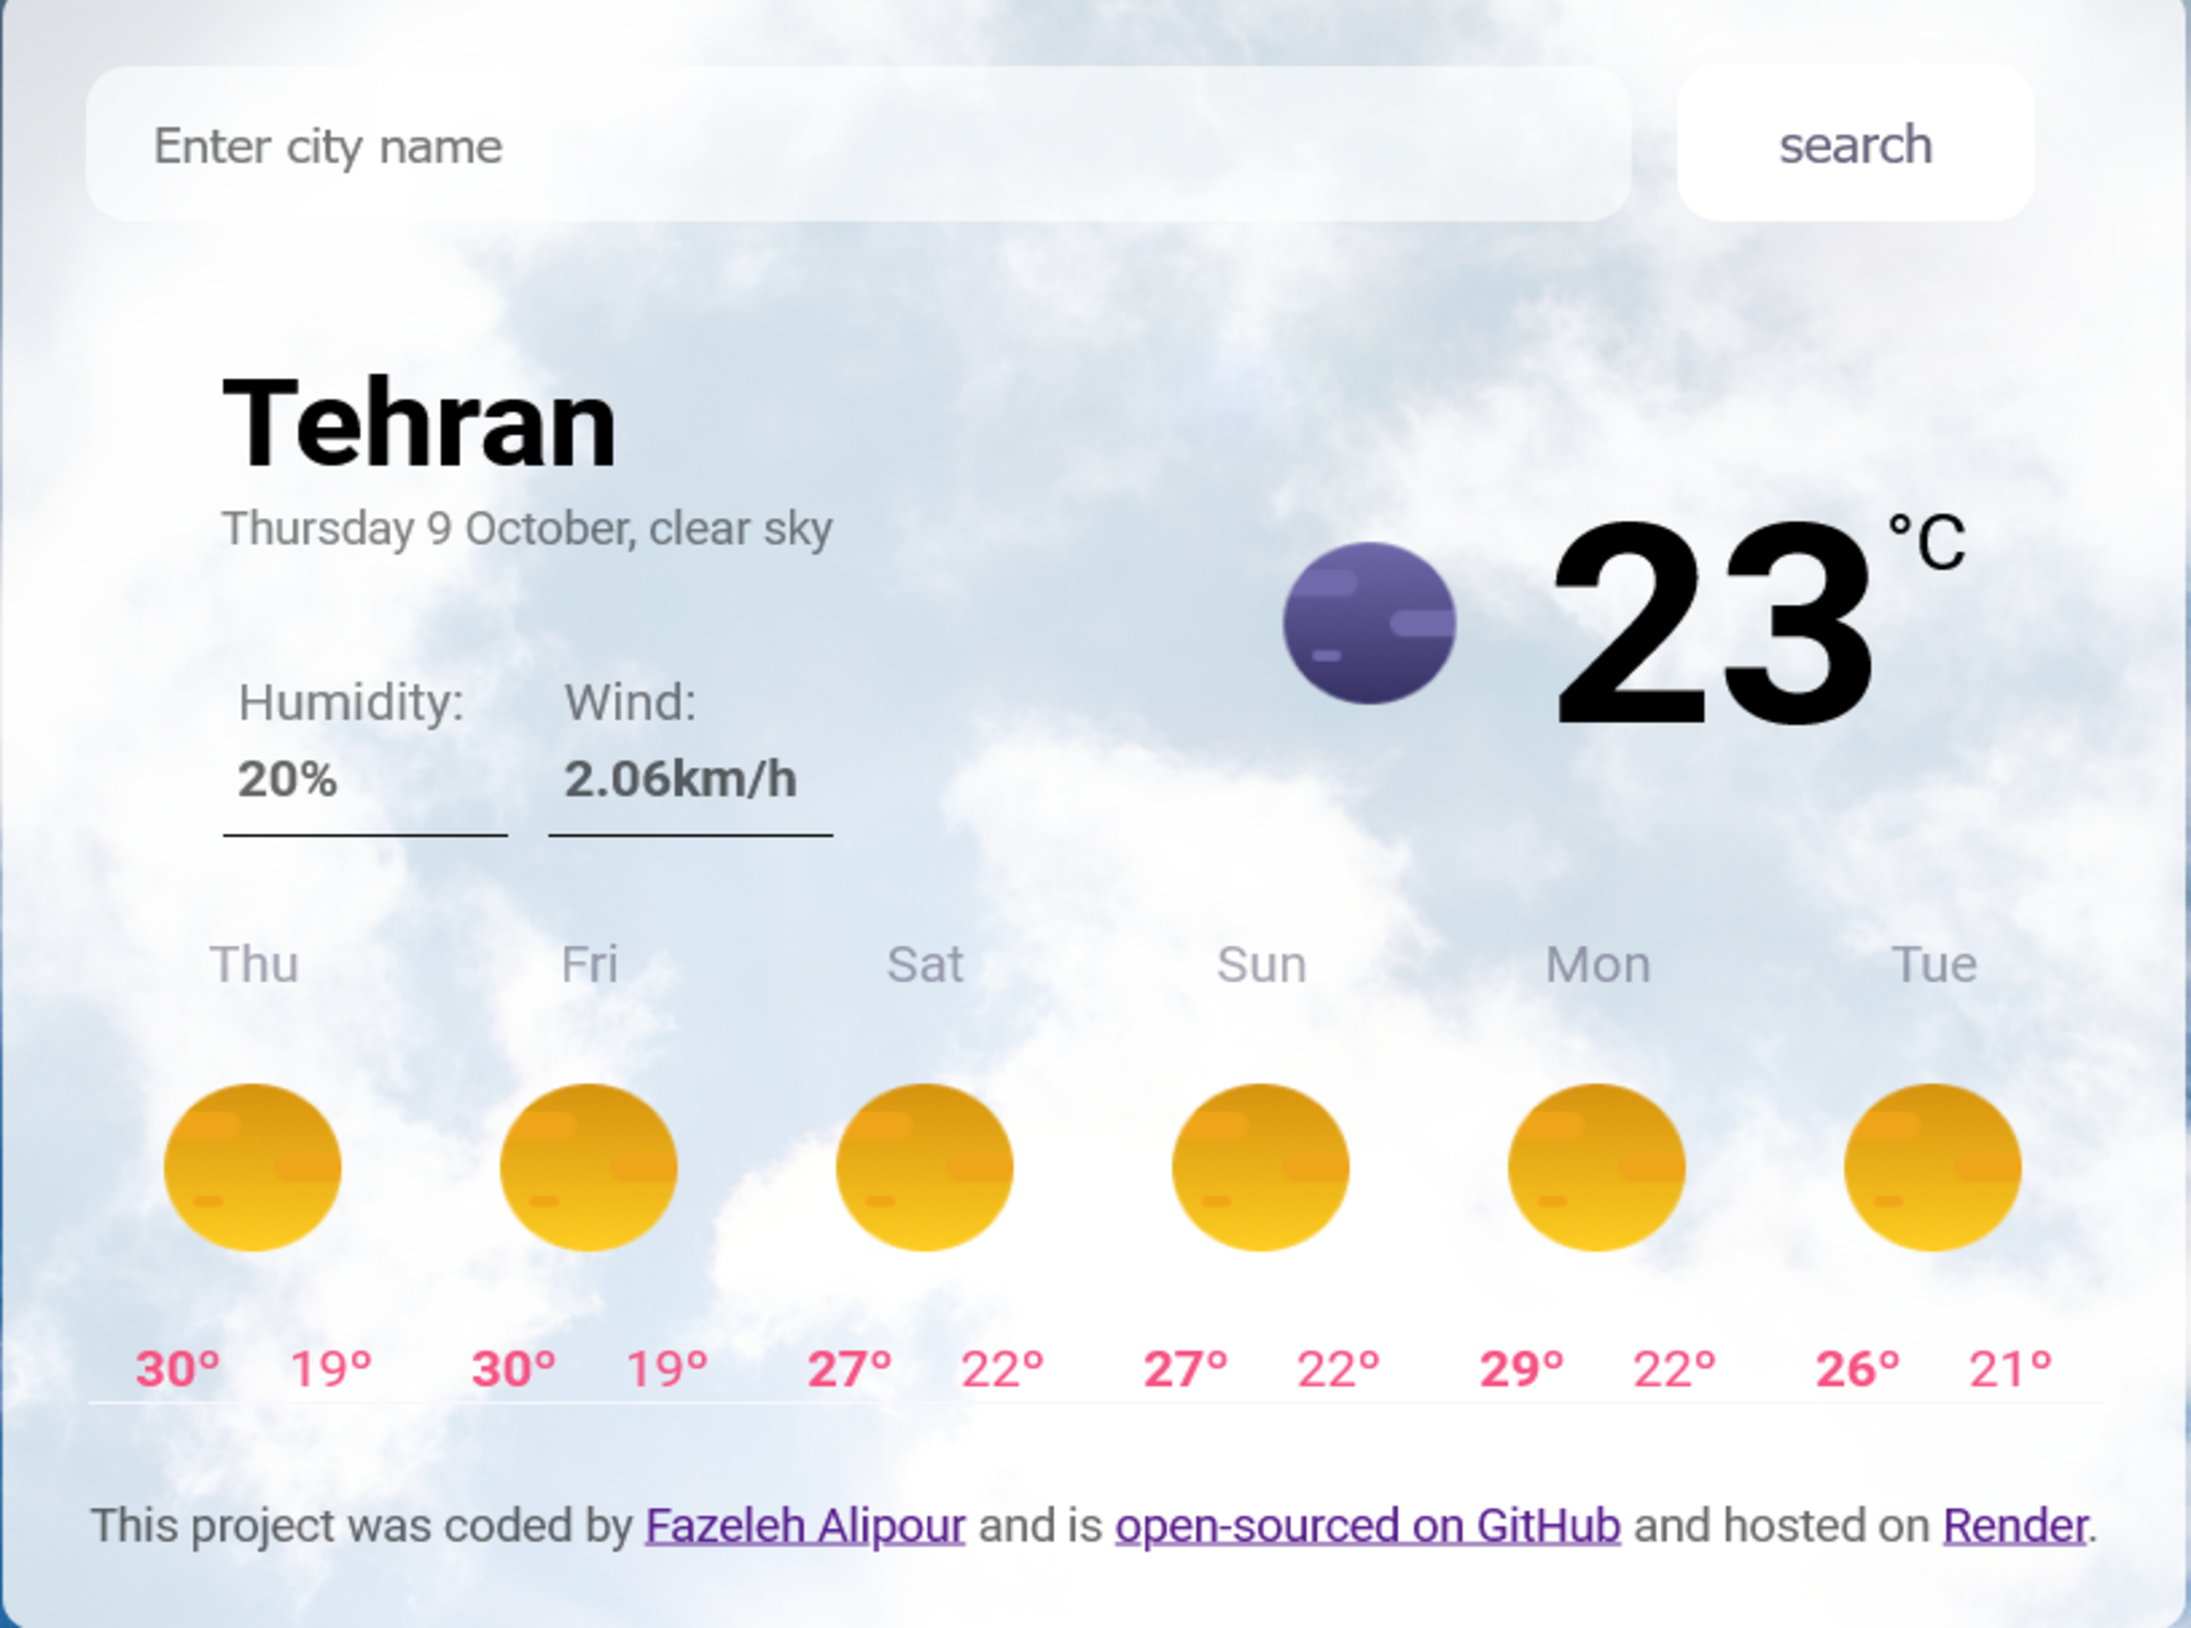 Enter city name
search
Tehran
Thursday 9 October, clear sky
23 °C
Humidity:
20%
Wind:
2.06km/h
Thu Fri Sat Sun Mon Tue
30° 19° 30° 19° 27° 22° 27° 22° 29° 22° 26° 21°
This project was coded by Fazeleh Alipour and is open-sourced on GitHub and hosted on Render.